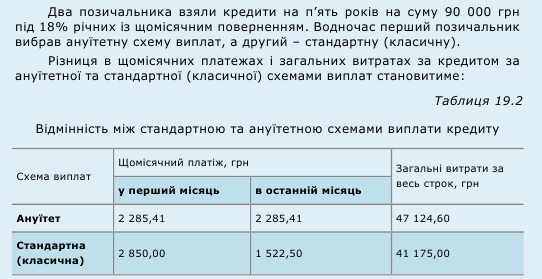 Два позичальника взяли кредити на п’ять років на суму 90 000 грн
під 18% річних із щомісячним поверненням. Водночас перший позичальник
вибрав ануїтетну схему виплат, а другий – стандартну (класичну).
Різниця в щомісячних платежах і загальних витратах за кредитом за
ануїтетної та стандартної (класичної) схемами виплат становитиме:
Таблиця 19.2
Відмінність між стандартною та ануїтетною схемами виплати кредиту
Схема виплат
Щомісячний платіж, грн
Загальні витрати за
весь строк, грн
у перший місяць
в останній місяць
Ануїтет
2 285,41
2 285,41
47 124,60
Стандартна
(класична)
2 850,00
1 522,50
41 175,00